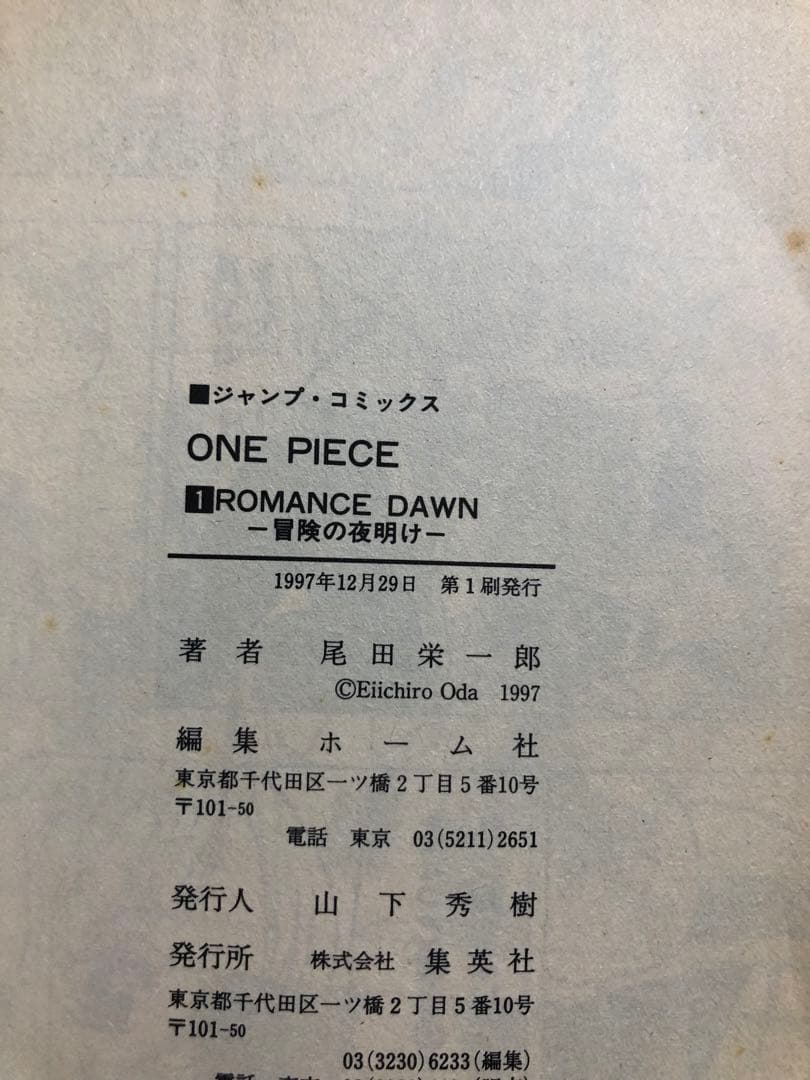 ■ジャンプ・コミックス
ONE PIECE
1 ROMANCE DAWN
－冒険の夜明け－
1997年12月29日 第1刷発行
著者 尾田栄一郎
©Eiichiro Oda 1997
編集 ホーム社
東京都千代田区一ツ橋2丁目5番10号
〒101-50
電話 東京 03(5211)2651
発行人 山下秀樹
発行所 株式会社 集英社
東京都千代田区一ツ橋2丁目5番10号
〒101-50
03(3230)6233(編集)
電話 東京